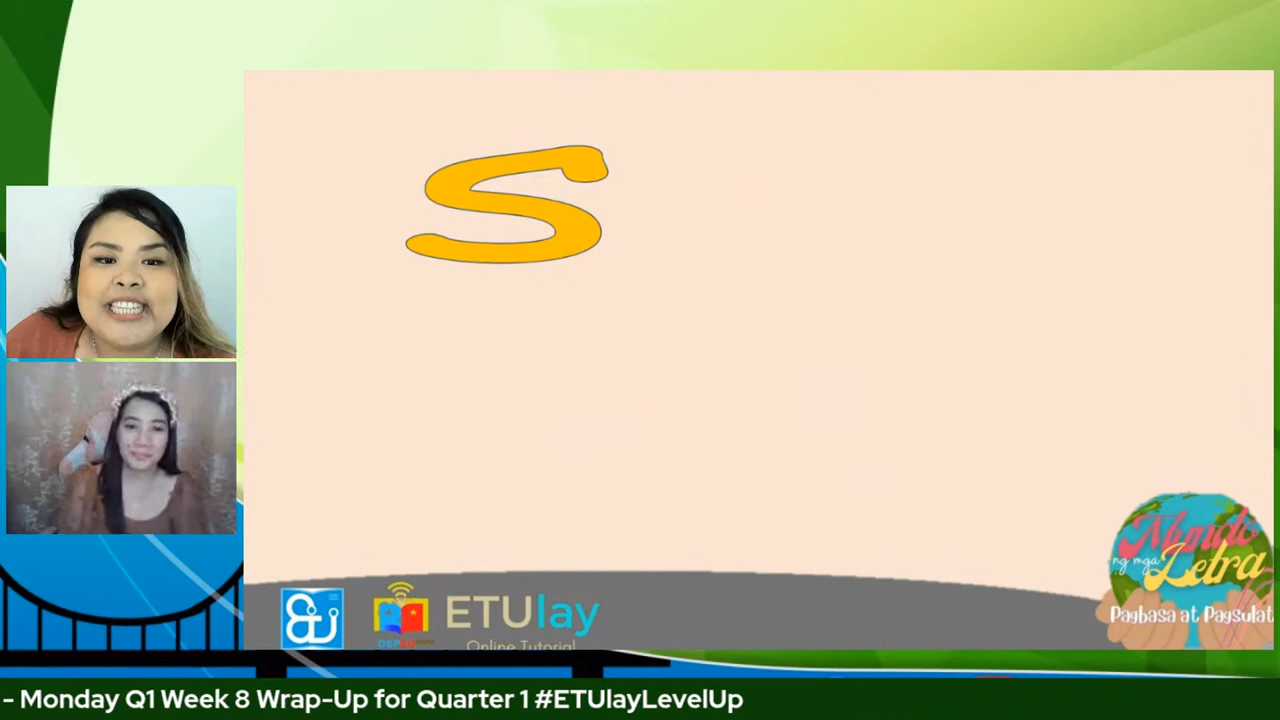 S
Mundo
ng mga
Letra
Pagbasa at Pagsulat
ETUlay
Online Tutorial
- Monday Q1 Week 8 Wrap-Up for Quarter 1 #ETUlayLevelUp